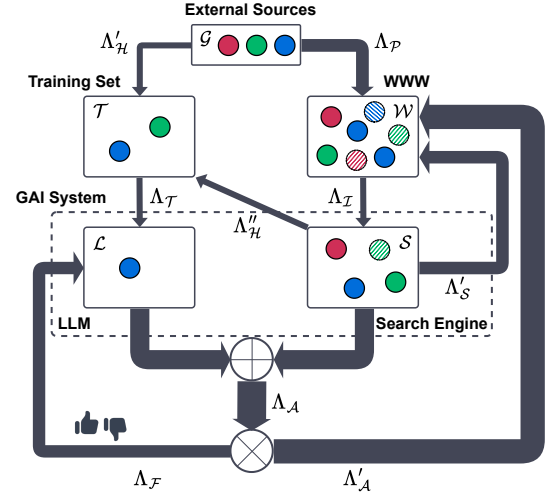 External Sources
𝒢
Λ′_ℋ
Λ_𝒫
Training Set
WWW
𝒯
𝒲
Λ_𝒯
Λ_ℐ
GAI System
Λ″_ℋ
ℒ
𝒮
Λ′_𝒮
LLM
Search Engine
Λ_𝒜
Λ_ℱ
Λ′_𝒜